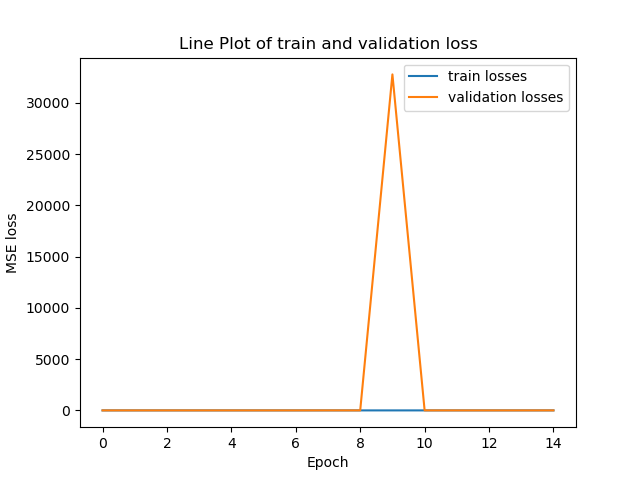 Line Plot of train and validation loss
train losses
validation losses
30000
25000
20000
15000
10000
5000
0
MSE loss
0 2 4 6 8 10 12 14
Epoch